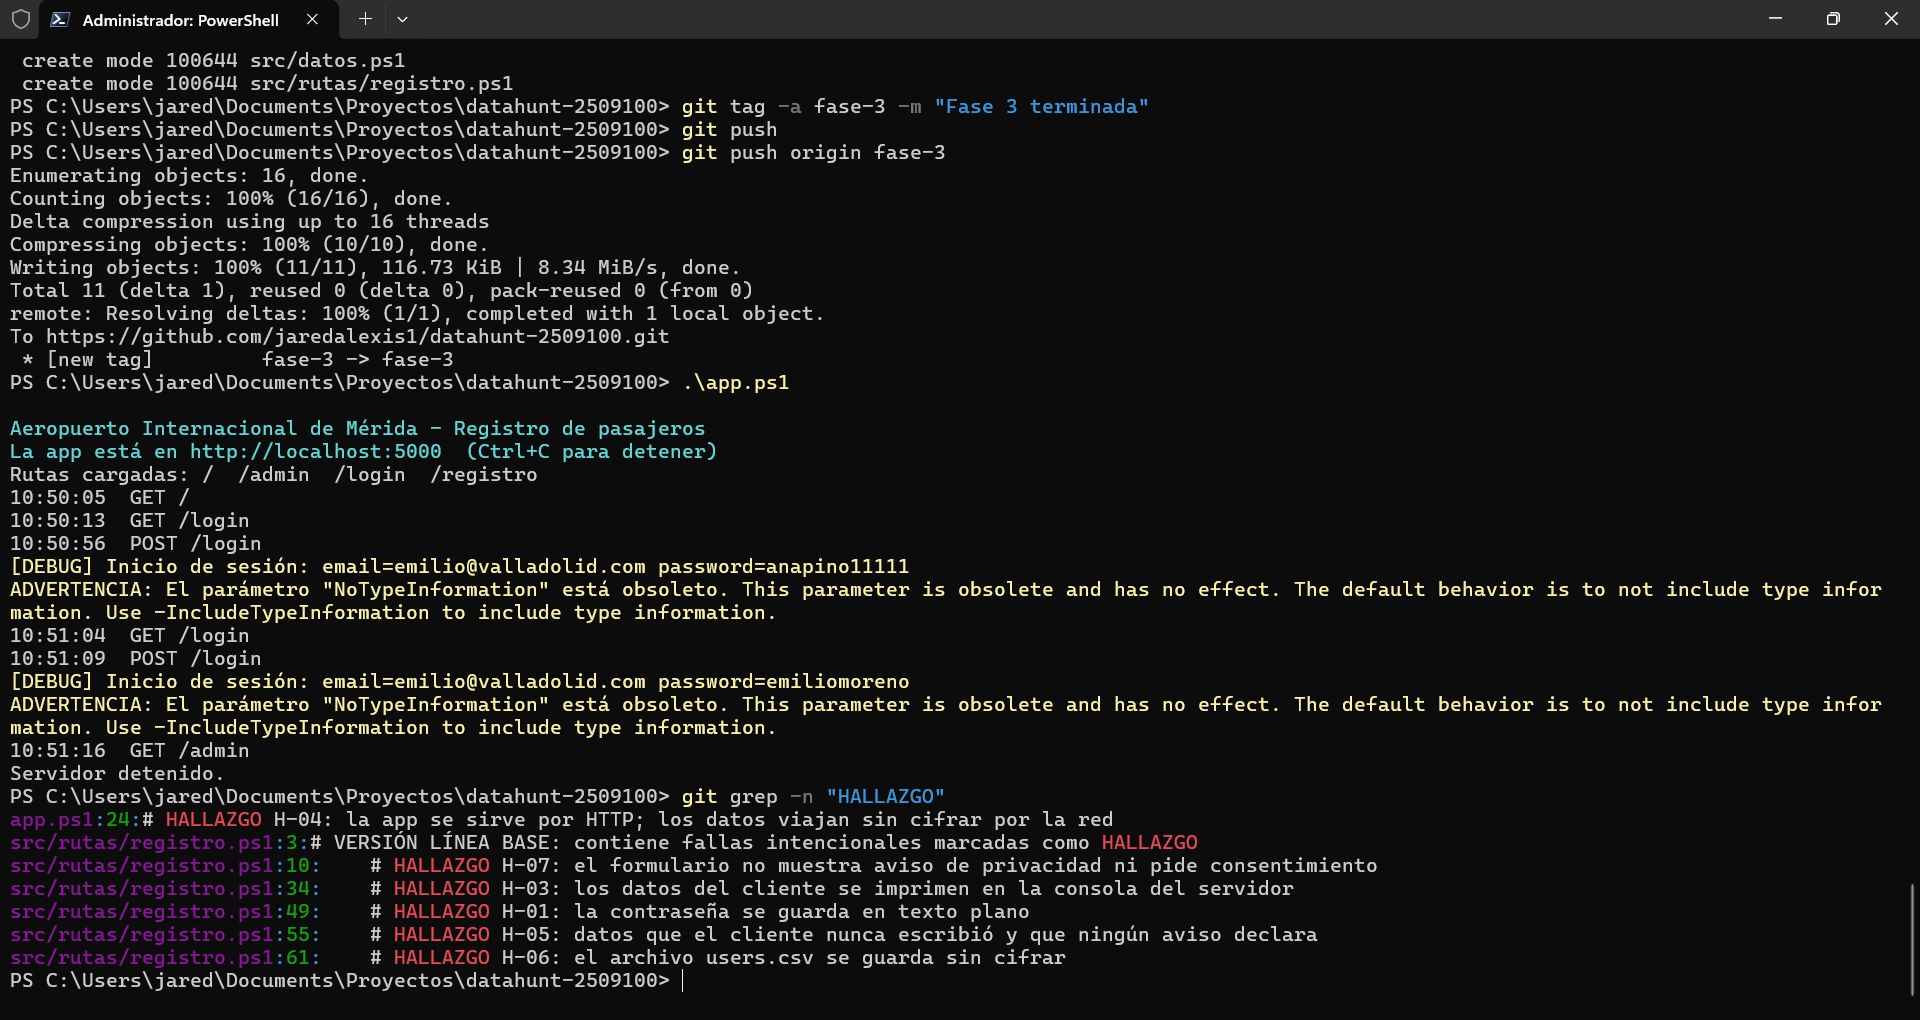 Administrador: PowerShell
create mode 100644 src/datos.ps1
create mode 100644 src/rutas/registro.ps1
PS C:\Users\jared\Documents\Proyectos\datahunt-2509100> git tag -a fase-3 -m "Fase 3 terminada"
PS C:\Users\jared\Documents\Proyectos\datahunt-2509100> git push
PS C:\Users\jared\Documents\Proyectos\datahunt-2509100> git push origin fase-3
Enumerating objects: 16, done.
Counting objects: 100% (16/16), done.
Delta compression using up to 16 threads
Compressing objects: 100% (10/10), done.
Writing objects: 100% (11/11), 116.73 KiB | 8.34 MiB/s, done.
Total 11 (delta 1), reused 0 (delta 0), pack-reused 0 (from 0)
remote: Resolving deltas: 100% (1/1), completed with 1 local object.
To https://github.com/jaredalexis1/datahunt-2509100.git
 * [new tag]         fase-3 -> fase-3
PS C:\Users\jared\Documents\Proyectos\datahunt-2509100> .\app.ps1
Aeropuerto Internacional de Mérida - Registro de pasajeros
La app está en http://localhost:5000  (Ctrl+C para detener)
Rutas cargadas: /  /admin  /login  /registro
10:50:05  GET /
10:50:13  GET /login
10:50:56  POST /login
[DEBUG] Inicio de sesión: email=emilio@valladolid.com password=anapino11111
ADVERTENCIA: El parámetro "NoTypeInformation" está obsoleto. This parameter is obsolete and has no effect. The default behavior is to not include type infor
mation. Use -IncludeTypeInformation to include type information.
10:51:04  GET /login
10:51:09  POST /login
[DEBUG] Inicio de sesión: email=emilio@valladolid.com password=emiliomoreno
ADVERTENCIA: El parámetro "NoTypeInformation" está obsoleto. This parameter is obsolete and has no effect. The default behavior is to not include type infor
mation. Use -IncludeTypeInformation to include type information.
10:51:16  GET /admin
Servidor detenido.
PS C:\Users\jared\Documents\Proyectos\datahunt-2509100> git grep -n "HALLAZGO"
app.ps1:24:# HALLAZGO H-04: la app se sirve por HTTP; los datos viajan sin cifrar por la red
src/rutas/registro.ps1:3:# VERSIÓN LÍNEA BASE: contiene fallas intencionales marcadas como HALLAZGO
src/rutas/registro.ps1:10:    # HALLAZGO H-07: el formulario no muestra aviso de privacidad ni pide consentimiento
src/rutas/registro.ps1:34:    # HALLAZGO H-03: los datos del cliente se imprimen en la consola del servidor
src/rutas/registro.ps1:49:    # HALLAZGO H-01: la contraseña se guarda en texto plano
src/rutas/registro.ps1:55:    # HALLAZGO H-05: datos que el cliente nunca escribió y que ningún aviso declara
src/rutas/registro.ps1:61:    # HALLAZGO H-06: el archivo users.csv se guarda sin cifrar
PS C:\Users\jared\Documents\Proyectos\datahunt-2509100>